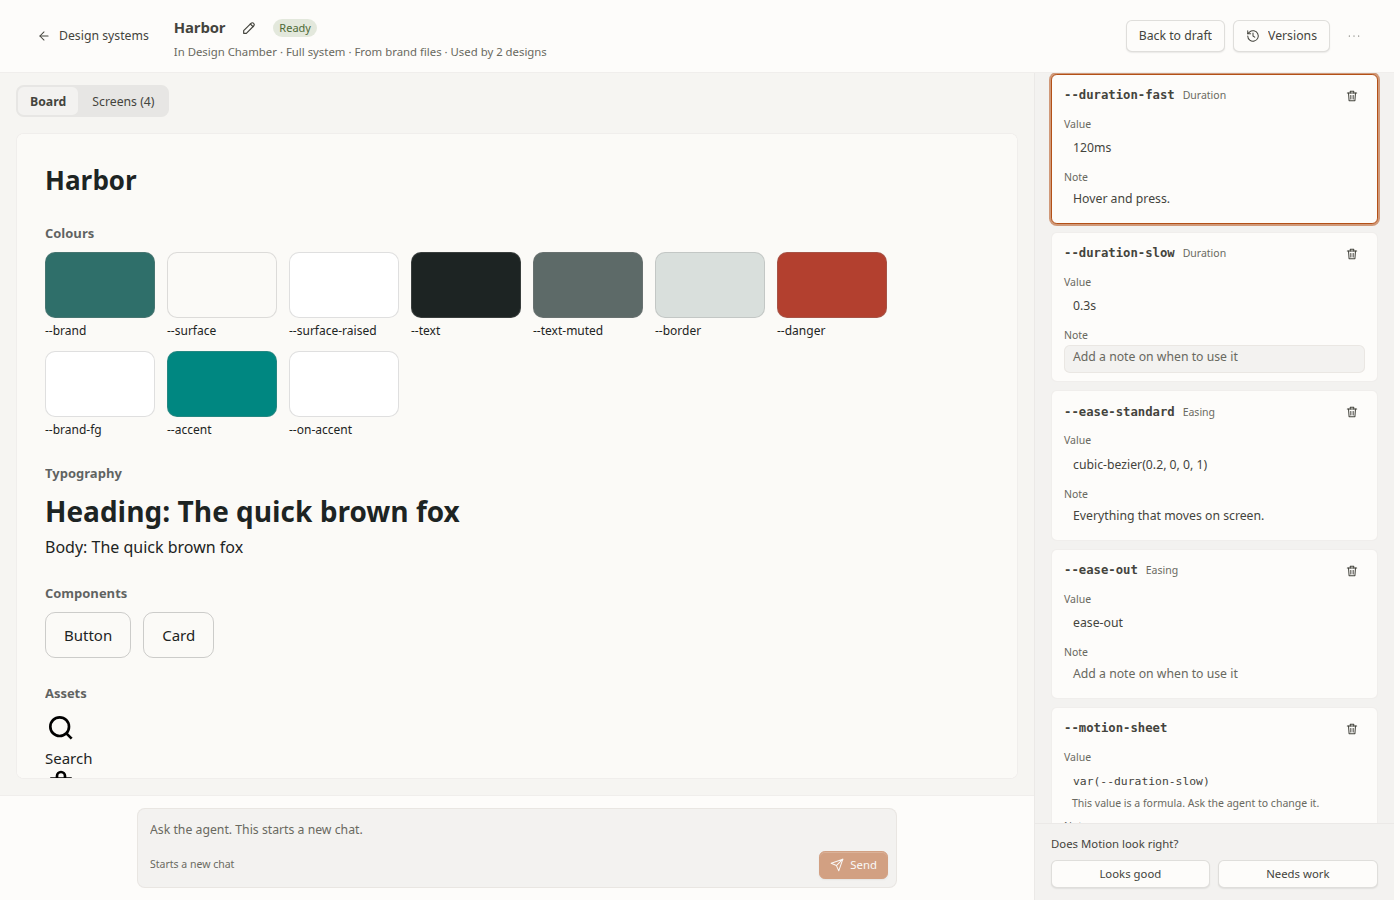 Design systems
Harbor
Ready
In Design Chamber · Full system · From brand files · Used by 2 designs
Back to draft
Versions
Board
Screens (4)
Harbor
Colours
--brand
--surface
--surface-raised
--text
--text-muted
--border
--danger
--brand-fg
--accent
--on-accent
Typography
Heading: The quick brown fox
Body: The quick brown fox
Components
Button
Card
Assets
Search
Ask the agent. This starts a new chat.
Starts a new chat
Send
--duration-fast Duration
Value
120ms
Note
Hover and press.
--duration-slow Duration
Value
0.3s
Note
Add a note on when to use it
--ease-standard Easing
Value
cubic-bezier(0.2, 0, 0, 1)
Note
Everything that moves on screen.
--ease-out Easing
Value
ease-out
Note
Add a note on when to use it
--motion-sheet
Value
var(--duration-slow)
This value is a formula. Ask the agent to change it.
Does Motion look right?
Looks good
Needs work